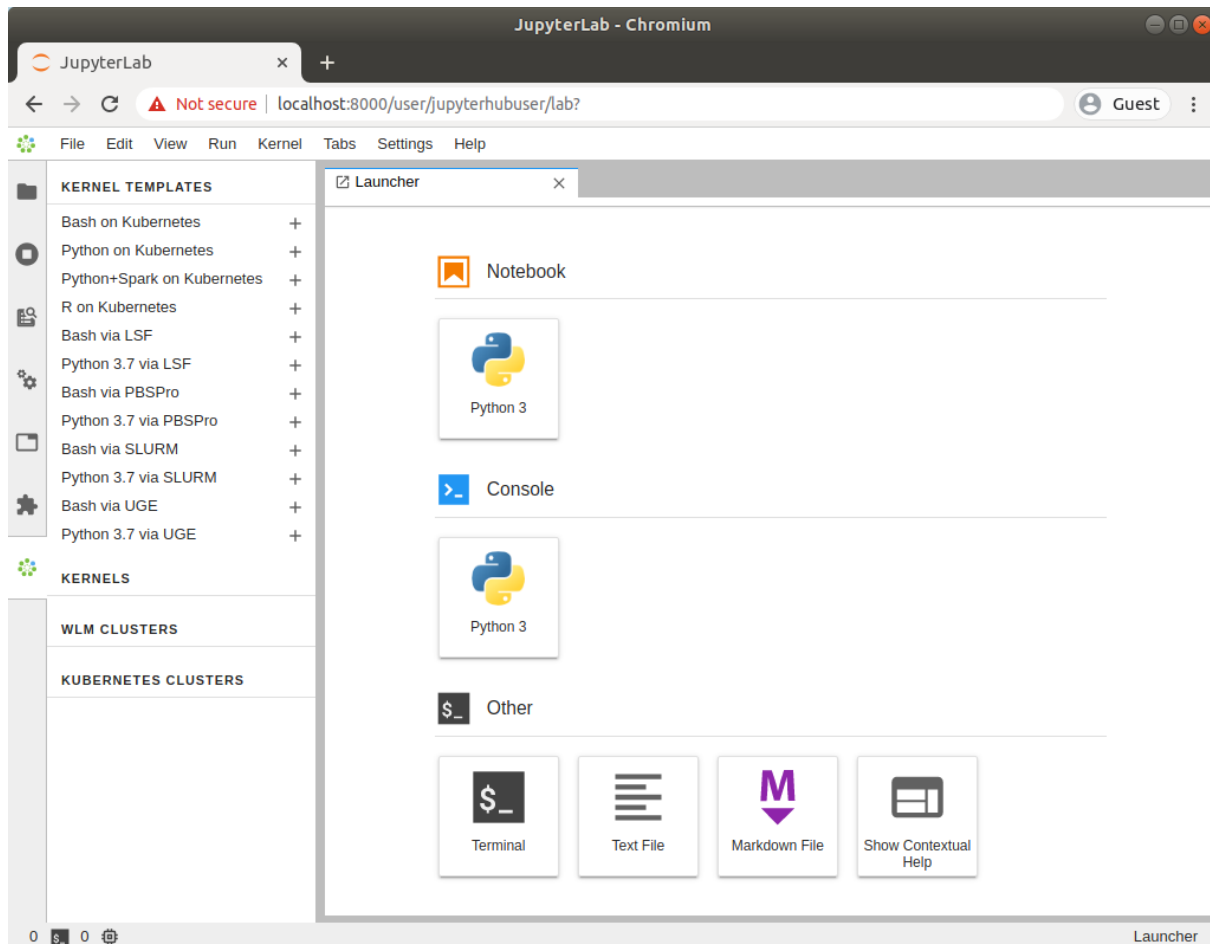 JupyterLab - Chromium
JupyterLab
Not secure localhost:8000/user/jupyterhubuser/lab? Guest
File Edit View Run Kernel Tabs Settings Help
KERNEL TEMPLATES
Bash on Kubernetes
Python on Kubernetes
Python+Spark on Kubernetes
R on Kubernetes
Bash via LSF
Python 3.7 via LSF
Bash via PBSPro
Python 3.7 via PBSPro
Bash via SLURM
Python 3.7 via SLURM
Bash via UGE
Python 3.7 via UGE
KERNELS
WLM CLUSTERS
KUBERNETES CLUSTERS
Launcher
Notebook
Python 3
Console
Python 3
$_ Other
$_
Terminal
Text File
M
Markdown File
Show Contextual
Help
0 $_ 0 Launcher